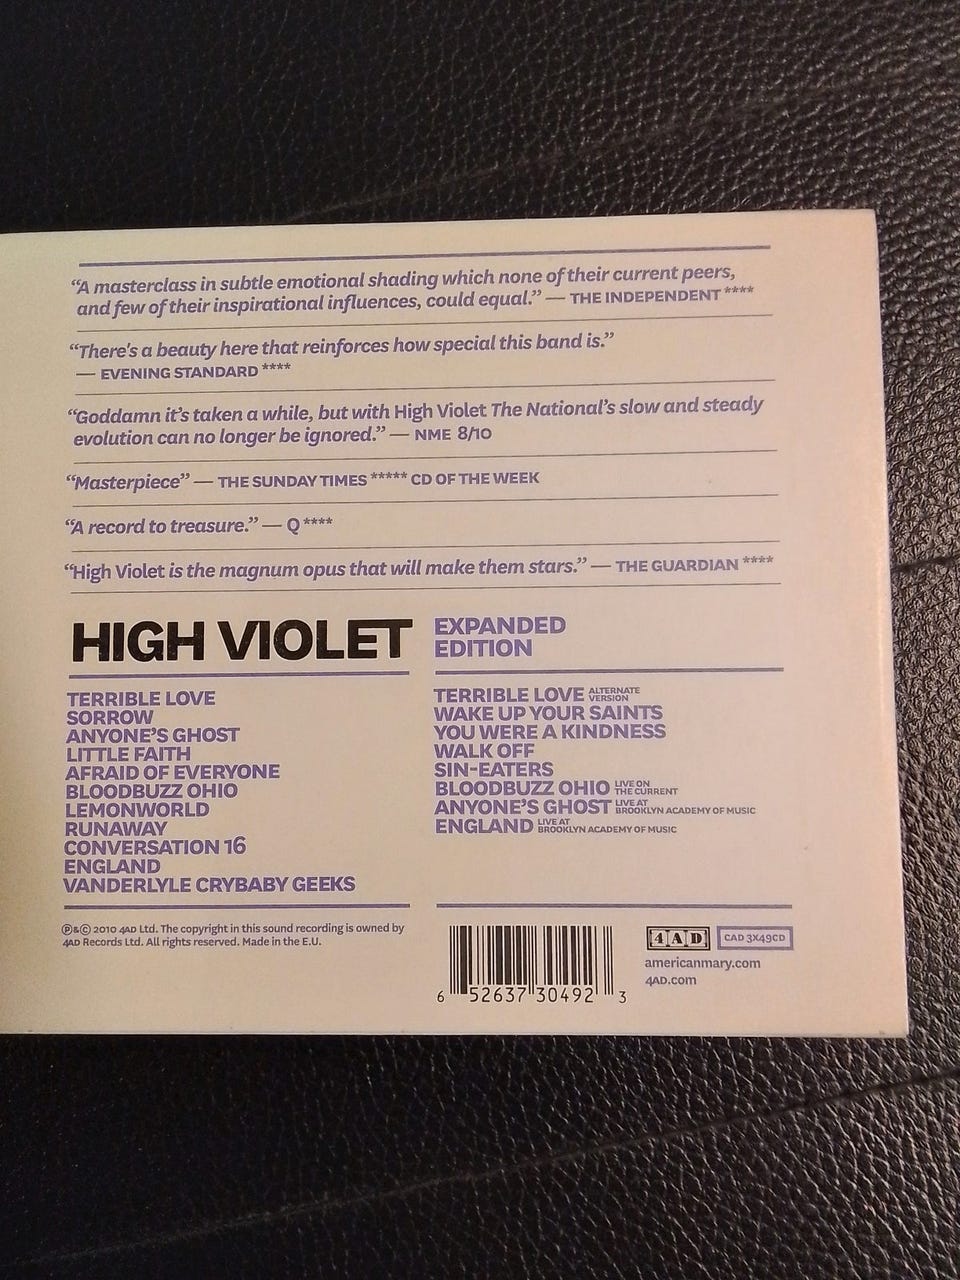 “A masterclass in subtle emotional shading which none of their current peers,
and few of their inspirational influences, could equal.” — THE INDEPENDENT ****
“There's a beauty here that reinforces how special this band is.”
— EVENING STANDARD ****
“Goddamn it’s taken a while, but with High Violet The National’s slow and steady
evolution can no longer be ignored.” — NME 8/10
“Masterpiece” — THE SUNDAY TIMES ***** CD OF THE WEEK
“A record to treasure.” — Q ****
“High Violet is the magnum opus that will make them stars.” — THE GUARDIAN ****
HIGH VIOLET
TERRIBLE LOVE
SORROW
ANYONE’S GHOST
LITTLE FAITH
AFRAID OF EVERYONE
BLOODBUZZ OHIO
LEMONWORLD
RUNAWAY
CONVERSATION 16
ENGLAND
VANDERLYLE CRYBABY GEEKS
EXPANDED
EDITION
TERRIBLE LOVE ALTERNATE VERSION
WAKE UP YOUR SAINTS
YOU WERE A KINDNESS
WALK OFF
SIN-EATERS
BLOODBUZZ OHIO LIVE ON THE CURRENT
ANYONE’S GHOST LIVE AT BROOKLYN ACADEMY OF MUSIC
ENGLAND LIVE AT BROOKLYN ACADEMY OF MUSIC
℗&© 2010 4AD Ltd. The copyright in this sound recording is owned by
4AD Records Ltd. All rights reserved. Made in the E.U.
6 52637 30492 3
4AD CAD 3X49CD
americanmary.com
4AD.com